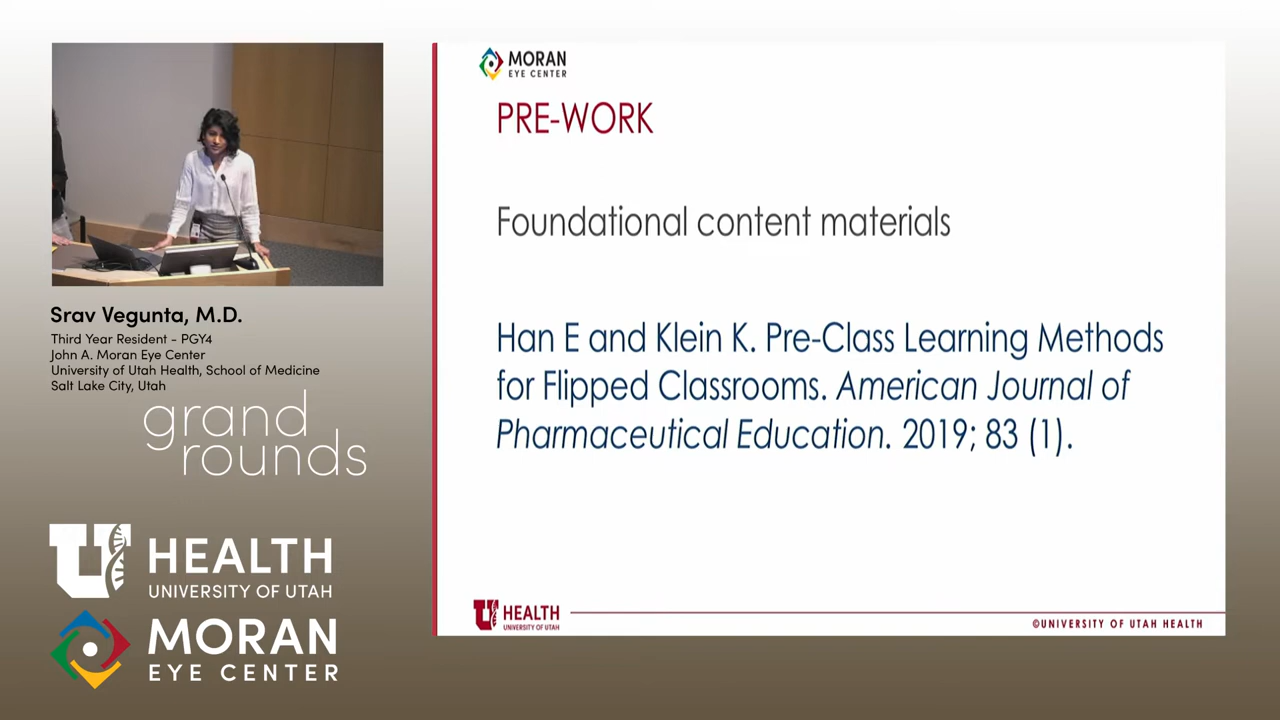 Srav Vegunta, M.D.
Third Year Resident - PGY4
John A. Moran Eye Center
University of Utah Health, School of Medicine
Salt Lake City, Utah
grand
rounds
U HEALTH
UNIVERSITY OF UTAH
MORAN
EYE CENTER
MORAN
EYE CENTER
PRE-WORK
Foundational content materials
Han E and Klein K. Pre-Class Learning Methods
for Flipped Classrooms. American Journal of
Pharmaceutical Education. 2019; 83 (1).
U HEALTH
UNIVERSITY OF UTAH
©UNIVERSITY OF UTAH HEALTH